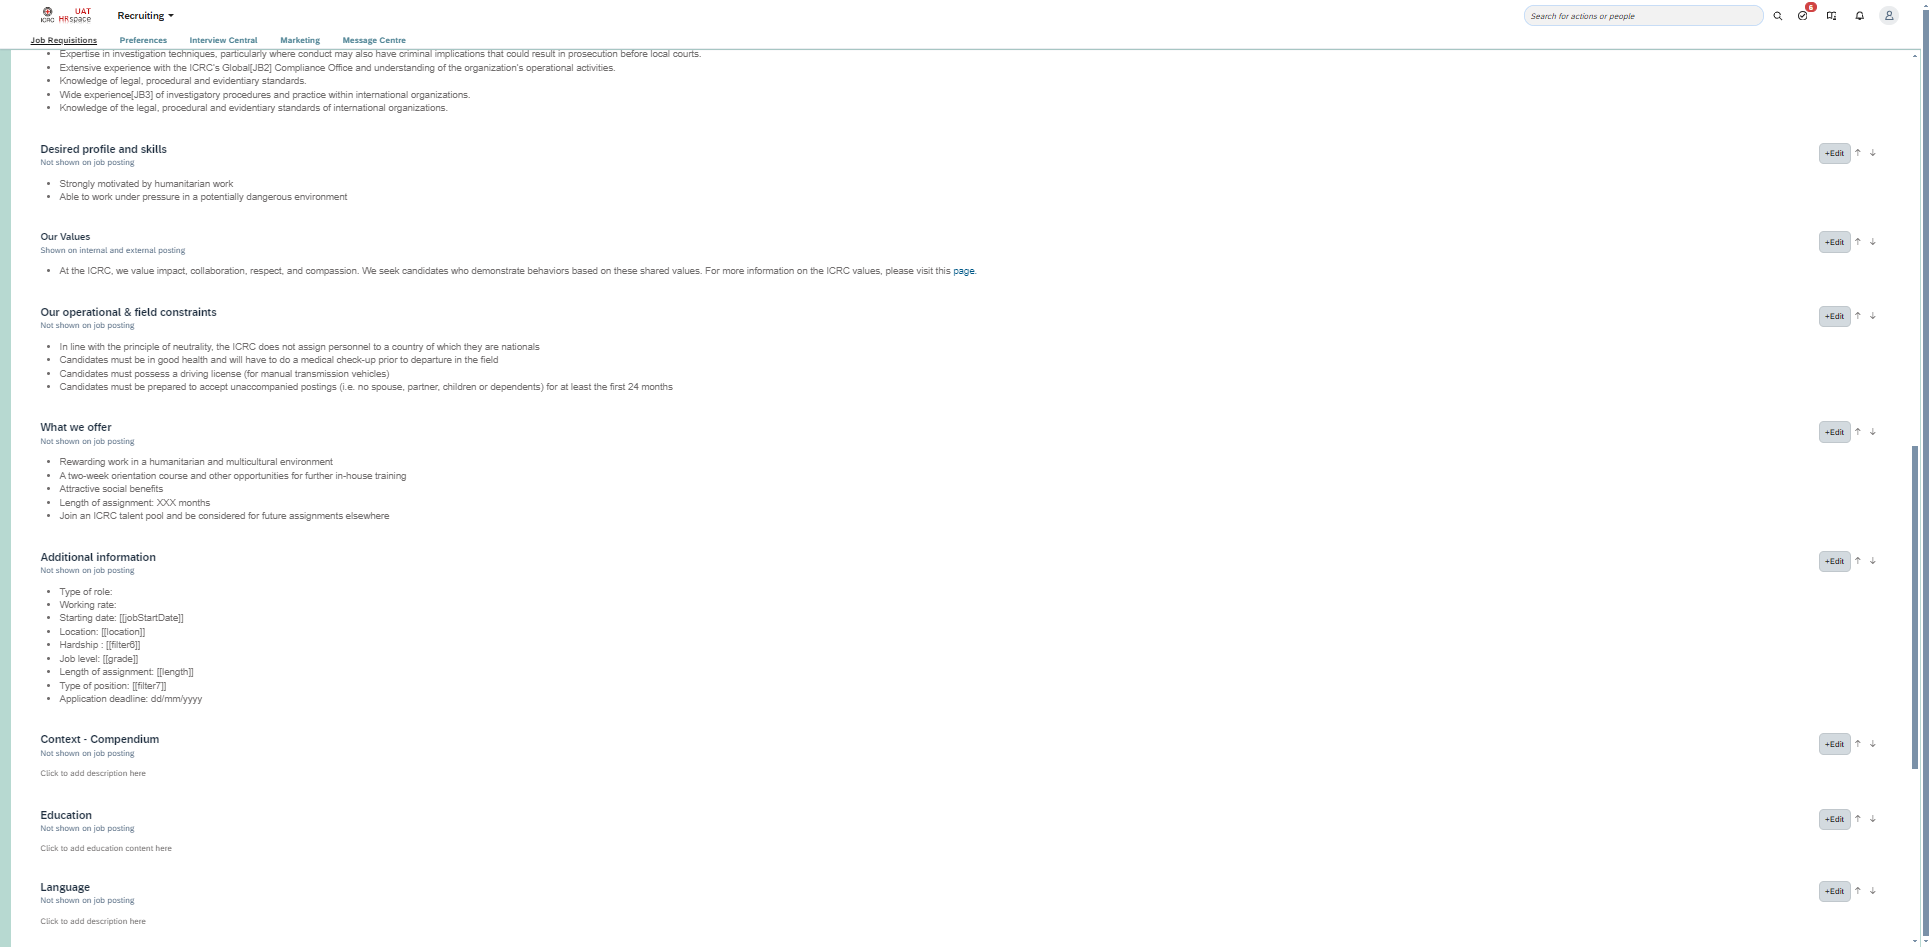 ICRC
UAT
HRspace
Recruiting
Search for actions or people
6
Job Requisitions
Preferences
Interview Central
Marketing
Message Centre
Expertise in investigation techniques, particularly where conduct may also have criminal implications that could result in prosecution before local courts.
Extensive experience with the ICRC's Global[JB2] Compliance Office and understanding of the organization's operational activities.
Knowledge of legal, procedural and evidentiary standards.
Wide experience[JB3] of investigatory procedures and practice within international organizations.
Knowledge of the legal, procedural and evidentiary standards of international organizations.
Desired profile and skills
Not shown on job posting
+Edit
Strongly motivated by humanitarian work
Able to work under pressure in a potentially dangerous environment
Our Values
Shown on internal and external posting
+Edit
At the ICRC, we value impact, collaboration, respect, and compassion. We seek candidates who demonstrate behaviors based on these shared values. For more information on the ICRC values, please visit this page.
Our operational & field constraints
Not shown on job posting
+Edit
In line with the principle of neutrality, the ICRC does not assign personnel to a country of which they are nationals
Candidates must be in good health and will have to do a medical check-up prior to departure in the field
Candidates must possess a driving license (for manual transmission vehicles)
Candidates must be prepared to accept unaccompanied postings (i.e. no spouse, partner, children or dependents) for at least the first 24 months
What we offer
Not shown on job posting
+Edit
Rewarding work in a humanitarian and multicultural environment
A two-week orientation course and other opportunities for further in-house training
Attractive social benefits
Length of assignment: XXX months
Join an ICRC talent pool and be considered for future assignments elsewhere
Additional information
Not shown on job posting
+Edit
Type of role:
Working rate:
Starting date: [[jobStartDate]]
Location: [[location]]
Hardship : [[filter6]]
Job level: [[grade]]
Length of assignment: [[length]]
Type of position: [[filter7]]
Application deadline: dd/mm/yyyy
Context - Compendium
Not shown on job posting
+Edit
Click to add description here
Education
Not shown on job posting
+Edit
Click to add education content here
Language
Not shown on job posting
+Edit
Click to add description here